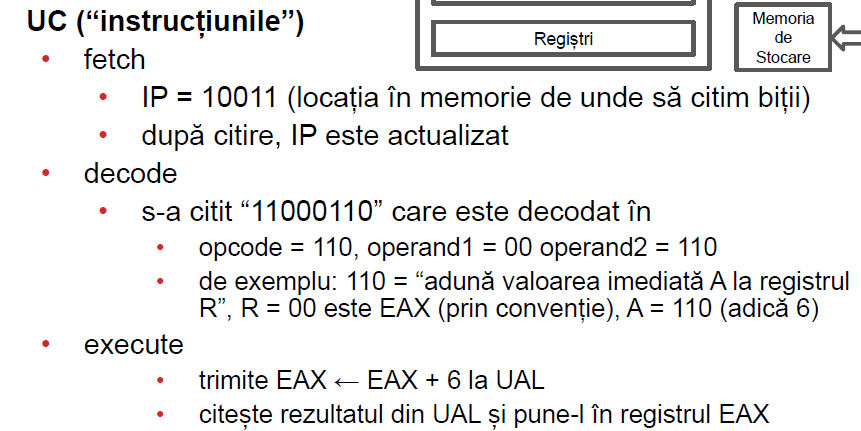 UC (“instrucțiunile”)
Regiștri
Memoria
de
Stocare
• fetch
• IP = 10011 (locația în memorie de unde să citim biții)
• după citire, IP este actualizat
• decode
• s-a citit “11000110” care este decodat în
• opcode = 110, operand1 = 00 operand2 = 110
• de exemplu: 110 = “adună valoarea imediată A la registrul
R”, R = 00 este EAX (prin convenție), A = 110 (adică 6)
• execute
• trimite EAX ← EAX + 6 la UAL
• citește rezultatul din UAL și pune-l în registrul EAX